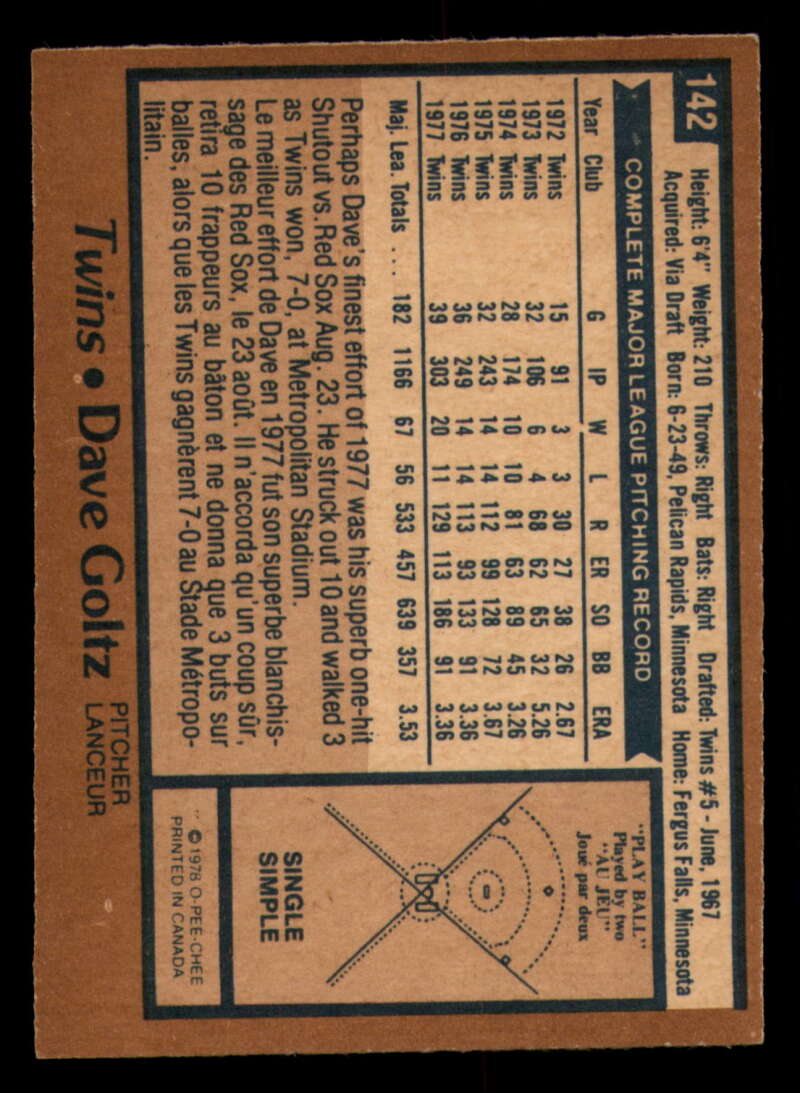 142
Height: 6'4" Weight: 210 Throws: Right Bats: Right Drafted: Twins #5 - June, 1967
Acquired: Via Draft Born: 6-23-49, Pelican Rapids, Minnesota Home: Fergus Falls, Minnesota
COMPLETE MAJOR LEAGUE PITCHING RECORD
Year Club G IP W L R ER SO BB ERA
1972 Twins 15 91 3 3 30 27 38 26 2.67
1973 Twins 32 106 6 4 68 62 65 32 5.26
1974 Twins 28 174 10 10 81 63 89 45 3.26
1975 Twins 32 243 14 14 112 99 128 72 3.67
1976 Twins 36 249 14 14 113 93 133 91 3.36
1977 Twins 39 303 20 11 129 113 186 91 3.36
Maj. Lea. Totals .... 182 1166 67 56 533 457 639 357 3.53
Perhaps Dave's finest effort of 1977 was his superb one-hit
Shutout vs. Red Sox Aug. 23. He struck out 10 and walked 3
as Twins won, 7-0, at Metropolitan Stadium.
Le meilleur effort de Dave en 1977 fut son superbe blanchis-
sage des Red Sox, le 23 août. Il n'accorda qu'un coup sûr,
retira 10 frappeurs au bâton et ne donna que 3 buts sur
balles, alors que les Twins gagnèrent 7-0 au Stade Métropo-
litain.
"PLAY BALL"
Played by two
"AU JEU"
Joué par deux
SINGLE
SIMPLE
© 1978 O-PEE-CHEE
PRINTED IN CANADA
Twins • Dave Goltz PITCHER
LANCEUR